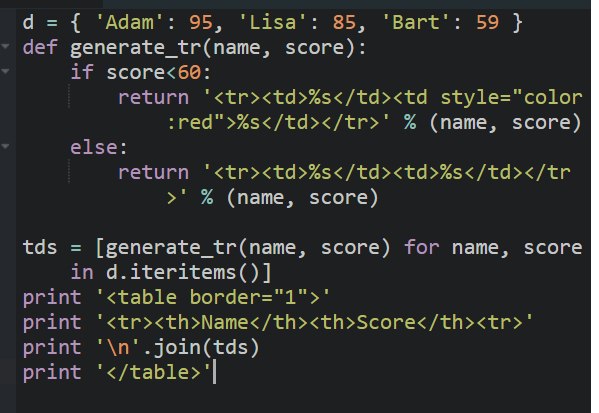 d = { 'Adam': 95, 'Lisa': 85, 'Bart': 59 }
def generate_tr(name, score):
    if score<60:
        return '<tr><td>%s</td><td style="color
            :red">%s</td></tr>' % (name, score)
    else:
        return '<tr><td>%s</td><td>%s</td></tr
            >' % (name, score)

tds = [generate_tr(name, score) for name, score
    in d.iteritems()]
print '<table border="1">'
print '<tr><th>Name</th><th>Score</th><tr>'
print '\n'.join(tds)
print '</table>'